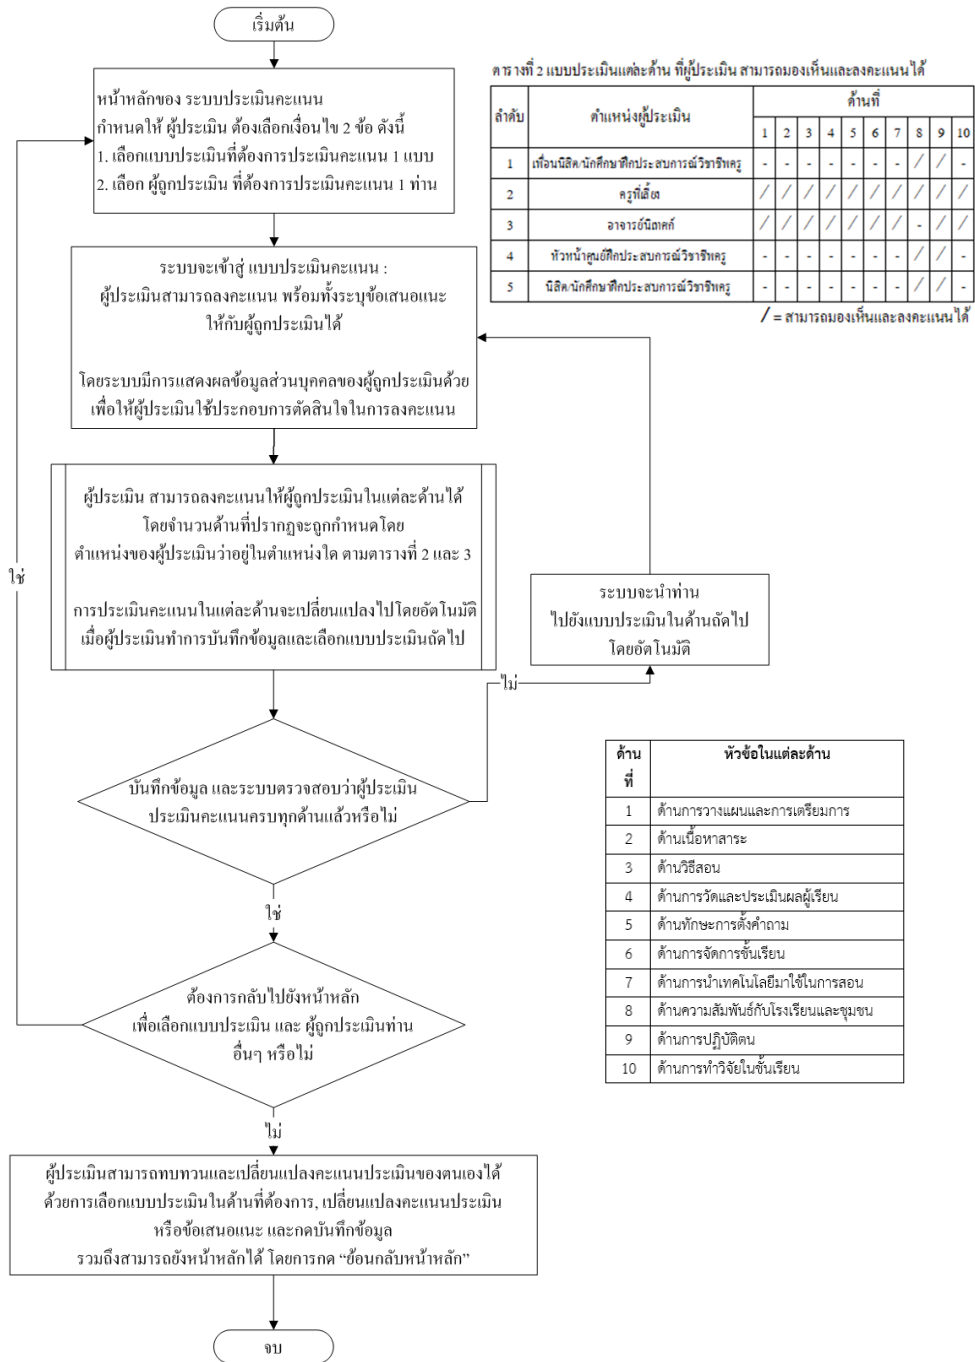 เริ่มต้น
หน้าหลักของ ระบบประเมินคะแนน
กำหนดให้ ผู้ประเมิน ต้องเลือกเงื่อนไข 2 ข้อ ดังนี้
1. เลือกแบบประเมินที่ต้องการประเมินคะแนน 1 แบบ
2. เลือก ผู้ถูกประเมิน ที่ต้องการประเมินคะแนน 1 ท่าน
ระบบจะเข้าสู่ แบบประเมินคะแนน :
ผู้ประเมินสามารถลงคะแนน พร้อมทั้งระบุข้อเสนอแนะ
ให้กับผู้ถูกประเมินได้
โดยระบบมีการแสดงผลข้อมูลส่วนบุคคลของผู้ถูกประเมินด้วย
เพื่อให้ผู้ประเมินใช้ประกอบการตัดสินใจในการลงคะแนน
ผู้ประเมิน สามารถลงคะแนนให้ผู้ถูกประเมินในแต่ละด้านได้
โดยจำนวนด้านที่ปรากฏจะถูกกำหนดโดย
ตำแหน่งของผู้ประเมินว่าอยู่ในตำแหน่งใด ตามตารางที่ 2 และ 3
การประเมินคะแนนในแต่ละด้านจะเปลี่ยนแปลงไปโดยอัตโนมัติ
เมื่อผู้ประเมินทำการบันทึกข้อมูลและเลือกแบบประเมินถัดไป
ใช่
ระบบจะนำท่าน
ไปยังแบบประเมินในด้านถัดไป
โดยอัตโนมัติ
ไม่
บันทึกข้อมูล และระบบตรวจสอบว่าผู้ประเมิน
ประเมินคะแนนครบทุกด้านแล้วหรือไม่
ใช่
ต้องการกลับไปยังหน้าหลัก
เพื่อเลือกแบบประเมิน และ ผู้ถูกประเมินท่าน
อื่นๆ หรือไม่
ไม่
ผู้ประเมินสามารถทบทวนและเปลี่ยนแปลงคะแนนประเมินของตนเองได้
ด้วยการเลือกแบบประเมินในด้านที่ต้องการ, เปลี่ยนแปลงคะแนนประเมิน
หรือข้อเสนอแนะ และกดบันทึกข้อมูล
รวมถึงสามารถยังหน้าหลักได้ โดยการกด “ย้อนกลับหน้าหลัก”
จบ
ตารางที่ 2 แบบประเมินแต่ละด้าน ที่ผู้ประเมิน สามารถมองเห็นและลงคะแนนได้
ลำดับ ตำแหน่งผู้ประเมิน ด้านที่
1 2 3 4 5 6 7 8 9 10
1 เพื่อนนิสิต/นักศึกษาฝึกประสบการณ์วิชาชีพครู - - - - - - - / / -
2 ครูพี่เลี้ยง / / / / / / / / / /
3 อาจารย์นิเทศก์ / / / / / / / - / /
4 หัวหน้าศูนย์ฝึกประสบการณ์วิชาชีพครู - - - - - - - / / -
5 นิสิต/นักศึกษาฝึกประสบการณ์วิชาชีพครู - - - - - - - / / -
/ = สามารถมองเห็นและลงคะแนนได้
ด้านที่ หัวข้อในแต่ละด้าน
1 ด้านการวางแผนและการเตรียมการ
2 ด้านเนื้อหาสาระ
3 ด้านวิธีสอน
4 ด้านการวัดและประเมินผลผู้เรียน
5 ด้านทักษะการตั้งคำถาม
6 ด้านการจัดการชั้นเรียน
7 ด้านการนำเทคโนโลยีมาใช้ในการสอน
8 ด้านความสัมพันธ์กับโรงเรียนและชุมชน
9 ด้านการปฏิบัติตน
10 ด้านการทำวิจัยในชั้นเรียน